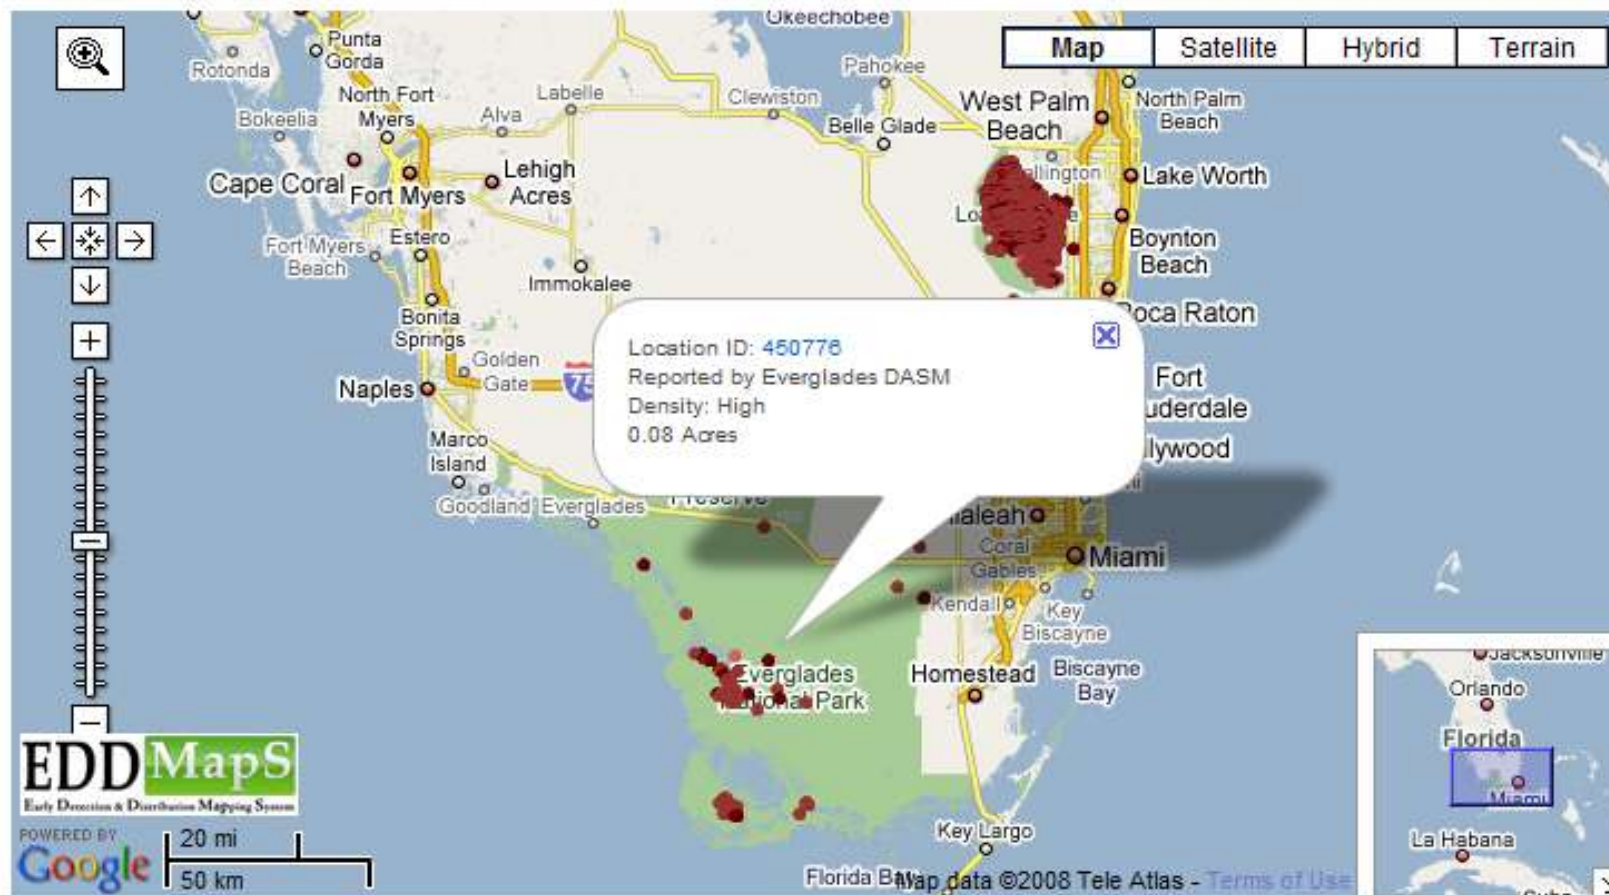 Okeechobee
Map
Satellite
Hybrid
Terrain
Punta
Gorda
Rotonda
Pahokee
North Fort
Myers
Labelle
Clewiston
West Palm
Beach
North Palm
Beach
Bokeelia
Alva
Belle Glade
Lehigh
Acres
Cape Coral
Fort Myers
Lake Worth
Fort Myers
Beach
Estero
Boynton
Beach
Immokalee
Bonita
Springs
Golden
Gate
75
Naples
Location ID: 450776
Reported by Everglades DASM
Density: High
0.08 Acres
Fort
Marco
Island
Goodland
Everglades
Coral
Gables
Miami
Kendall
Key
Biscayne
Everglades
National Park
Homestead
Biscayne
Bay
Jacksonville
Orlando
Florida
Miami
La Habana
EDDMapS
Early Detection & Distribution Mapping System
POWERED BY
Google
20 mi
50 km
Key Largo
Florida Bay
Map data ©2008 Tele Atlas - Terms of Use